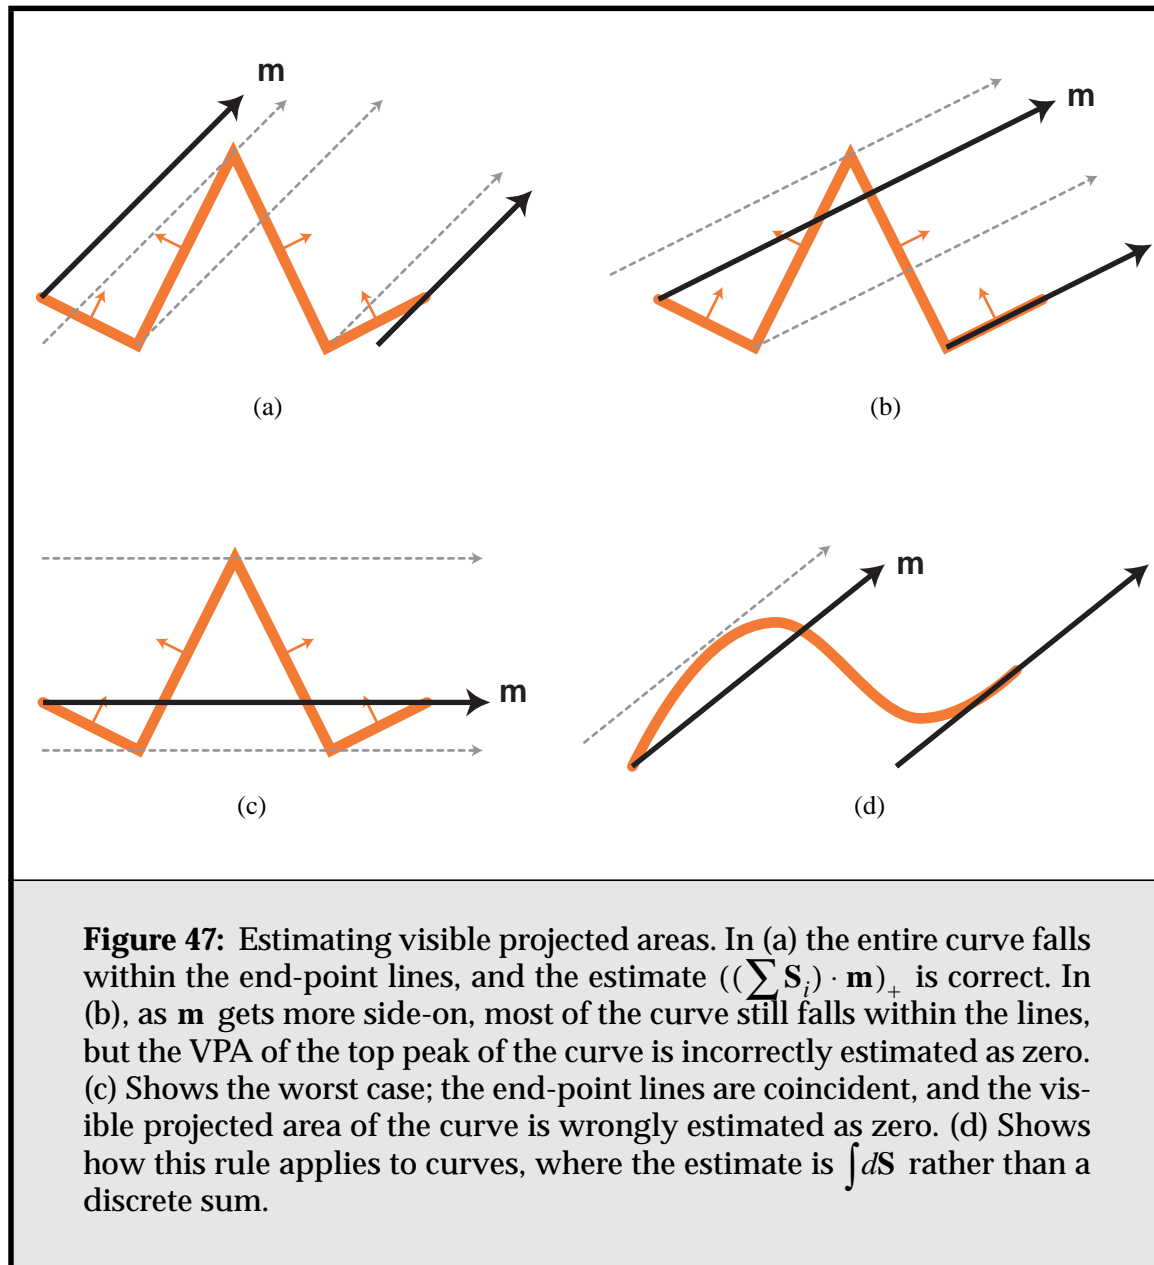 m
m
(a)
(b)
m
m
(c)
(d)
Figure 47: Estimating visible projected areas. In (a) the entire curve falls
within the end-point lines, and the estimate ((∑ S_i) · m)_+ is correct. In
(b), as m gets more side-on, most of the curve still falls within the lines,
but the VPA of the top peak of the curve is incorrectly estimated as zero.
(c) Shows the worst case; the end-point lines are coincident, and the vis-
ible projected area of the curve is wrongly estimated as zero. (d) Shows
how this rule applies to curves, where the estimate is ∫dS rather than a
discrete sum.